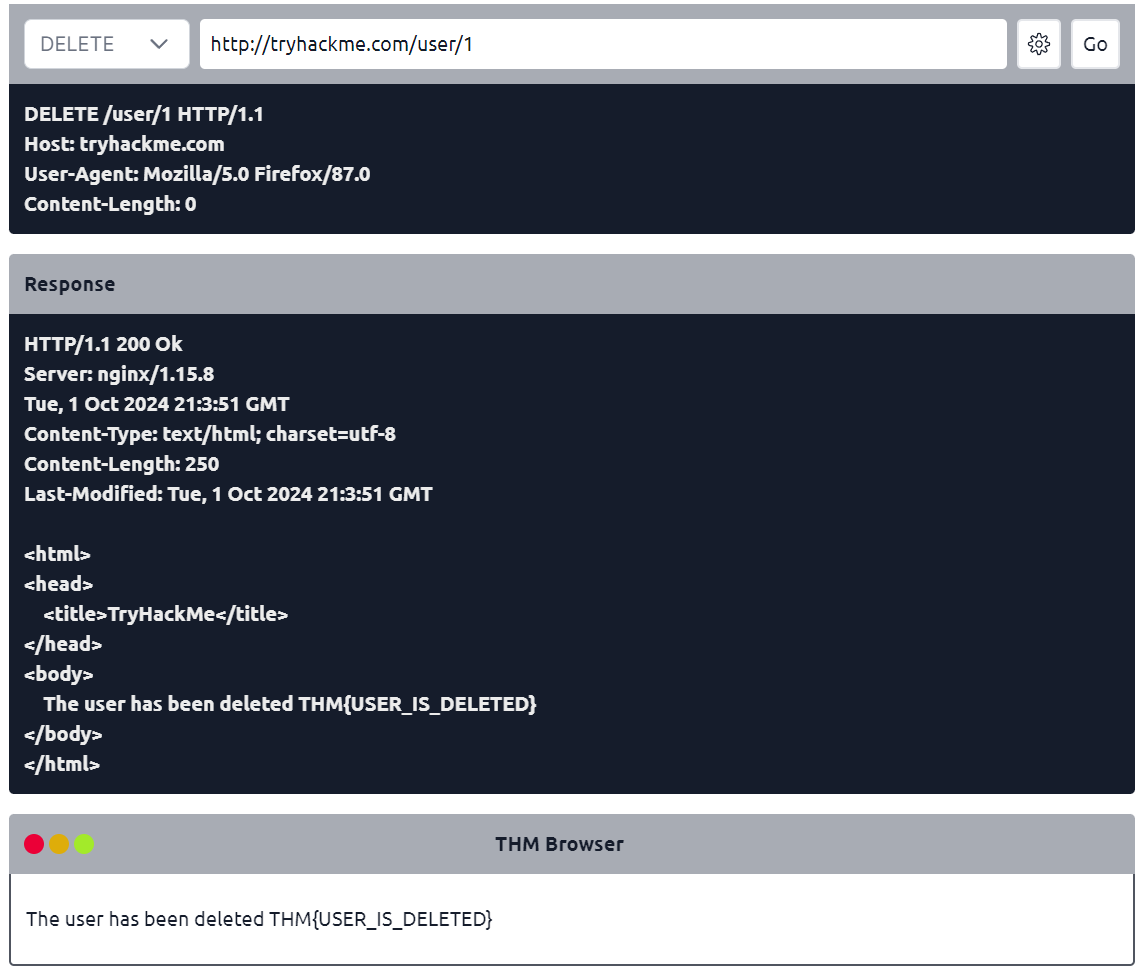 DELETE
http://tryhackme.com/user/1
Go
DELETE /user/1 HTTP/1.1
Host: tryhackme.com
User-Agent: Mozilla/5.0 Firefox/87.0
Content-Length: 0
Response
HTTP/1.1 200 Ok
Server: nginx/1.15.8
Tue, 1 Oct 2024 21:3:51 GMT
Content-Type: text/html; charset=utf-8
Content-Length: 250
Last-Modified: Tue, 1 Oct 2024 21:3:51 GMT
<html>
<head>
<title>TryHackMe</title>
</head>
<body>
The user has been deleted THM{USER_IS_DELETED}
</body>
</html>
THM Browser
The user has been deleted THM{USER_IS_DELETED}